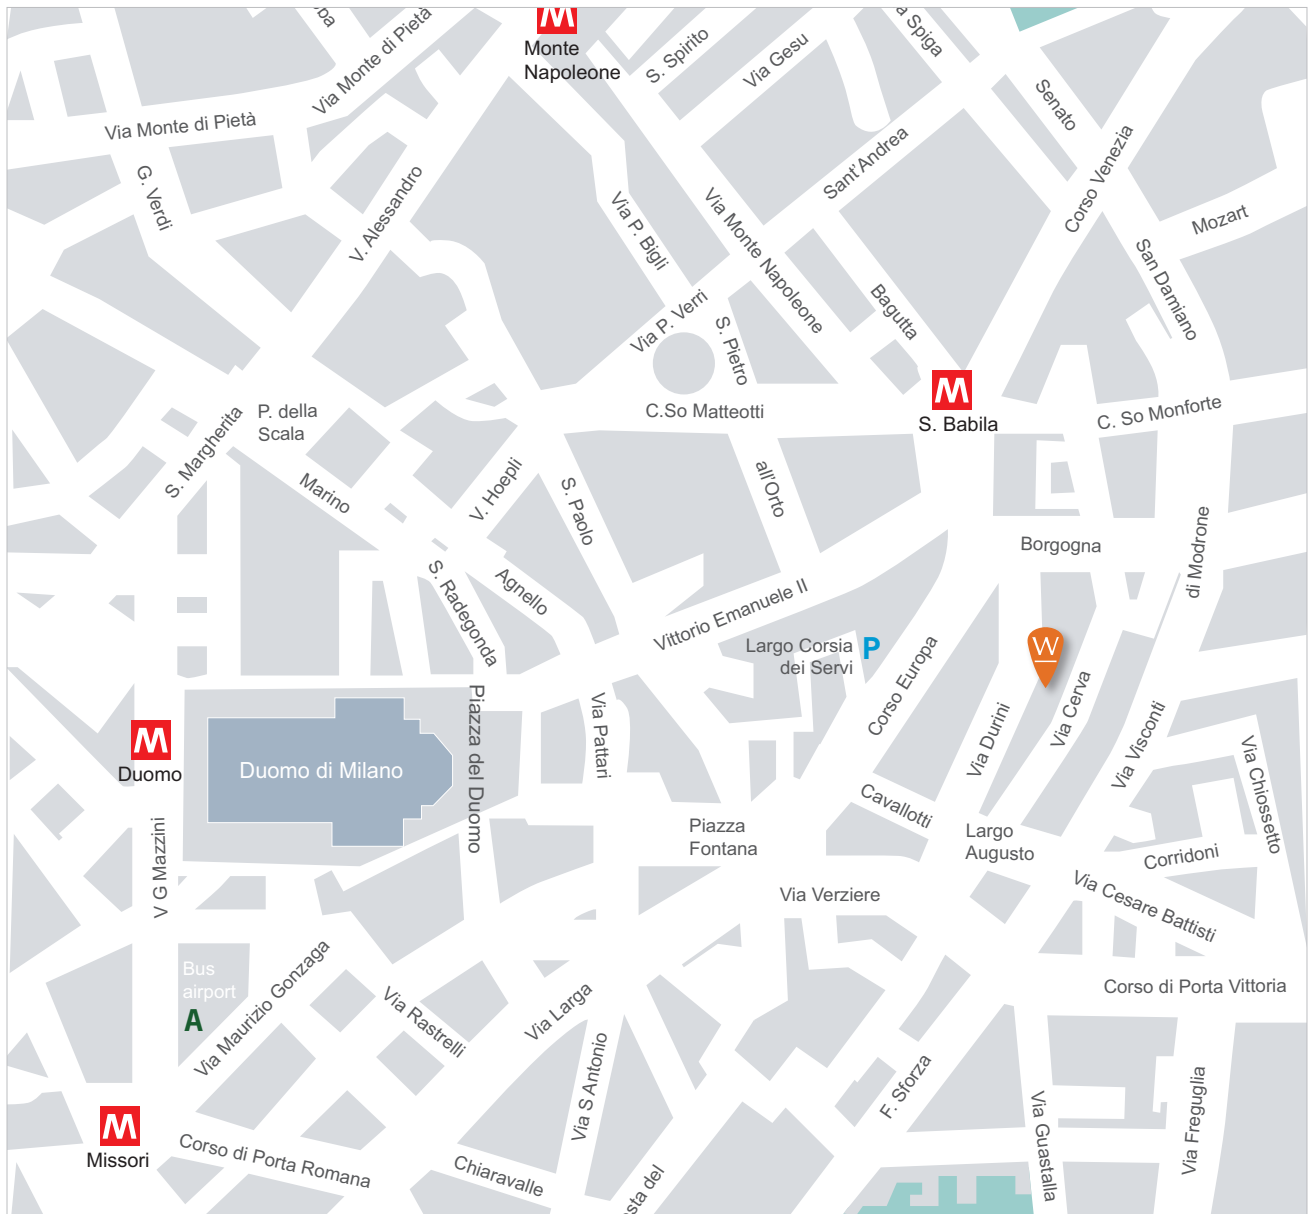 Via Monte di Pietà
M
Monte
Napoleone
S. Spirito
Via Gesu
a Spiga
Senato
Via Monte di Pietà
G. Verdi
V. Alessandro
Via P. Bigli
Via Monte Napoleone
Sant'Andrea
Corso Venezia
Mozart
San Damiano
Bagutta
Via P. Verri
S. Pietro
M
S. Babila
C.So Matteotti
C. So Monforte
P. della
Scala
S. Margherita
Marino
V. Hoepli
S. Paolo
all'Orto
Borgogna
di Modrone
S. Radegonda
Agnello
Vittorio Emanuele II
Largo Corsia
dei Servi
P
Corso Europa
W
Via Durini
Via Cerva
Via Visconti
Via Chiossetto
M
Duomo
Duomo di Milano
Piazza del Duomo
Via Pattari
Cavallotti
Piazza
Fontana
Largo
Augusto
Corridoni
V G Mazzini
Via Verziere
Via Cesare Battisti
Bus
airport
A
Via Maurizio Gonzaga
Via Rastrelli
Via Larga
Corso di Porta Vittoria
Via S Antonio
F. Sforza
Via Guastalla
Via Freguglia
M
Missori
Corso di Porta Romana
Chiaravalle
sta del